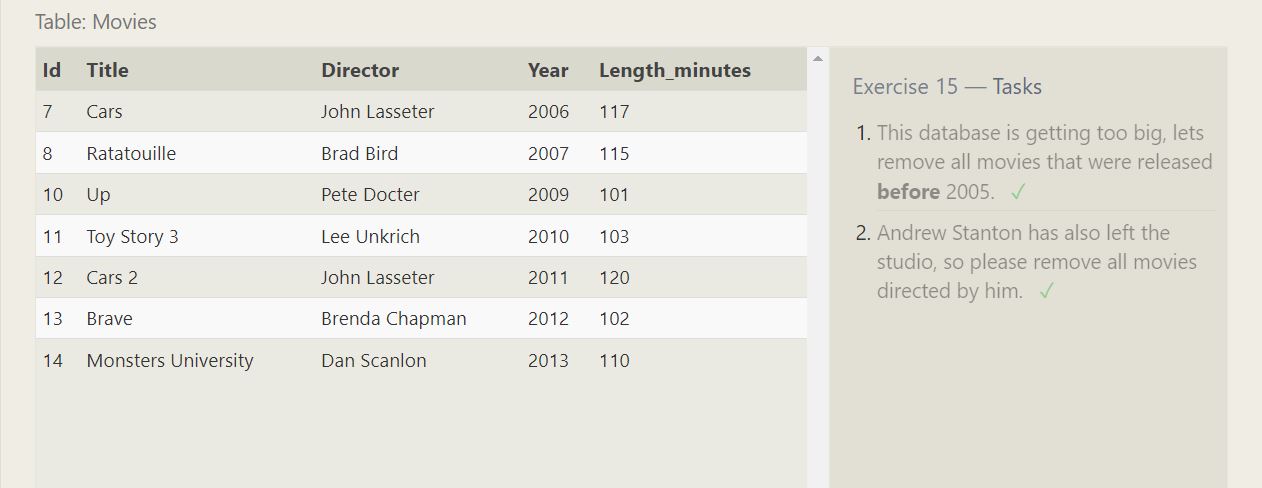 Table: Movies
Id Title Director Year Length_minutes
7 Cars John Lasseter 2006 117
8 Ratatouille Brad Bird 2007 115
10 Up Pete Docter 2009 101
11 Toy Story 3 Lee Unkrich 2010 103
12 Cars 2 John Lasseter 2011 120
13 Brave Brenda Chapman 2012 102
14 Monsters University Dan Scanlon 2013 110
Exercise 15 — Tasks
1. This database is getting too big, lets
remove all movies that were released
before 2005. ✓
2. Andrew Stanton has also left the
studio, so please remove all movies
directed by him. ✓